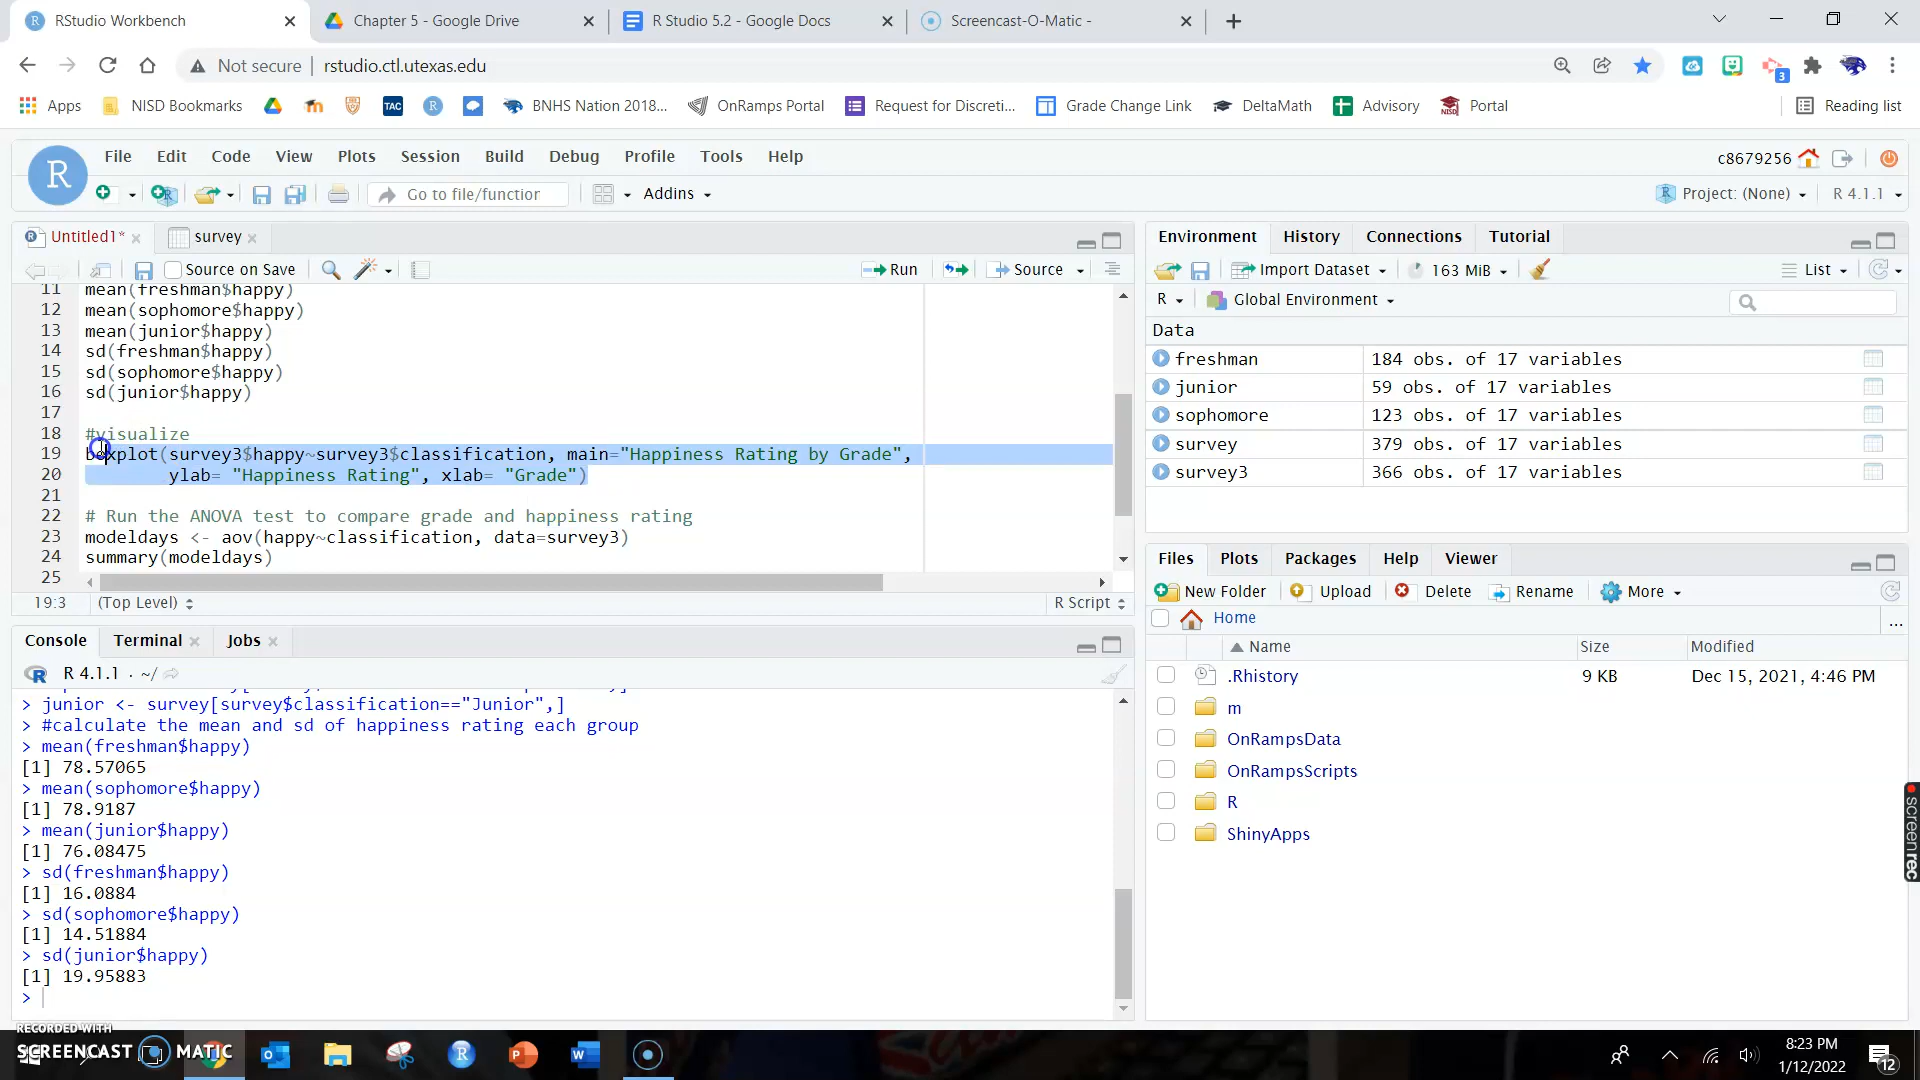 RStudio Workbench
Chapter 5 - Google Drive
R Studio 5.2 - Google Docs
Screencast-O-Matic -
Not secure
rstudio.ctl.utexas.edu
3
Apps
NISD Bookmarks
TAC
BNHS Nation 2018...
OnRamps Portal
Request for Discreti...
Grade Change Link
DeltaMath
Advisory
Portal
Reading list
R
File Edit Code View Plots Session Build Debug Profile Tools Help
c8679256
Go to file/function
Addins
Project: (None)
R 4.1.1
Untitled1*
survey
Source on Save
Run
Source
11 mean(freshman$happy)
12 mean(sophomore$happy)
13 mean(junior$happy)
14 sd(freshman$happy)
15 sd(sophomore$happy)
16 sd(junior$happy)
17
18 #visualize
19 boxplot(survey3$happy~survey3$classification, main="Happiness Rating by Grade",
20 ylab= "Happiness Rating", xlab= "Grade")
21
22 # Run the ANOVA test to compare grade and happiness rating
23 modeldays <- aov(happy~classification, data=survey3)
24 summary(modeldays)
25
19:3 (Top Level) R Script
Console Terminal Jobs
R 4.1.1 . ~/
> junior <- survey[survey$classification=="Junior",]
> #calculate the mean and sd of happiness rating each group
> mean(freshman$happy)
[1] 78.57065
> mean(sophomore$happy)
[1] 78.9187
> mean(junior$happy)
[1] 76.08475
> sd(freshman$happy)
[1] 16.0884
> sd(sophomore$happy)
[1] 14.51884
> sd(junior$happy)
[1] 19.95883
>
Environment History Connections Tutorial
Import Dataset
163 MiB
List
R
Global Environment
Data
freshman 184 obs. of 17 variables
junior 59 obs. of 17 variables
sophomore 123 obs. of 17 variables
survey 379 obs. of 17 variables
survey3 366 obs. of 17 variables
Files Plots Packages Help Viewer
New Folder Upload Delete Rename More
Home
...
Name Size Modified
.Rhistory 9 KB Dec 15, 2021, 4:46 PM
m
OnRampsData
OnRampsScripts
R
ShinyApps
screenrec
RECORDED WITH
SCREENCAST MATIC
8:23 PM
1/12/2022
12